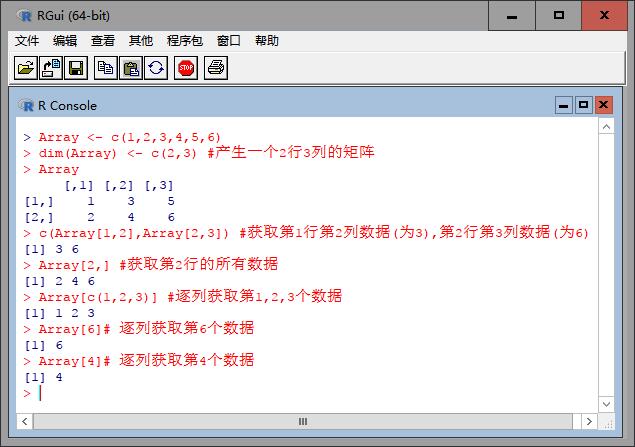 RGui (64-bit)
文件 编辑 查看 其他 程序包 窗口 帮助
STOP
R Console
> Array <- c(1,2,3,4,5,6)
> dim(Array) <- c(2,3) #产生一个2行3列的矩阵
> Array
     [,1] [,2] [,3]
[1,]    1    3    5
[2,]    2    4    6
> c(Array[1,2],Array[2,3]) #获取第1行第2列数据(为3),第2行第3列数据(为6)
[1] 3 6
> Array[2,] #获取第2行的所有数据
[1] 2 4 6
> Array[c(1,2,3)] #逐列获取第1,2,3个数据
[1] 1 2 3
> Array[6]# 逐列获取第6个数据
[1] 6
> Array[4]# 逐列获取第4个数据
[1] 4
>